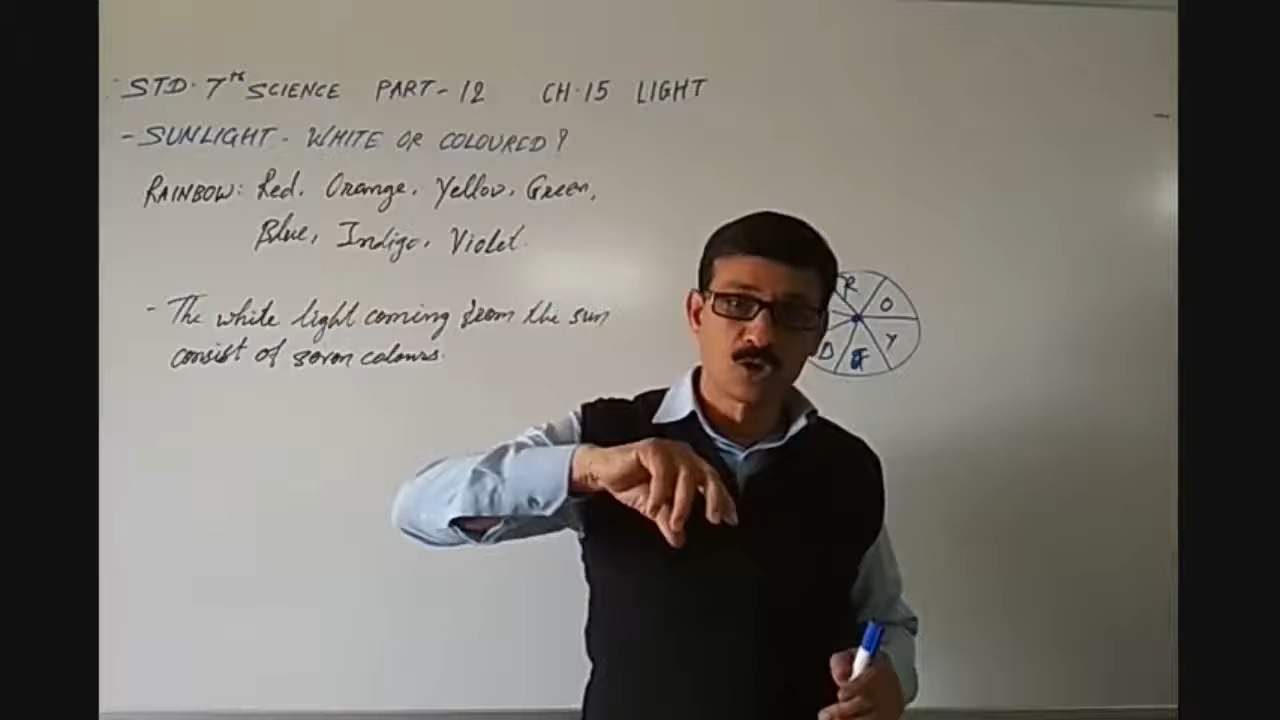 STD. 7th SCIENCE PART-12 CH.15 LIGHT
- SUNLIGHT - WHITE OR COLOURED?
RAINBOW: Red, Orange, Yellow, Green,
Blue, Indigo, Violet.
- The white light coming from the sun
consist of seven colours.
R
O
Y